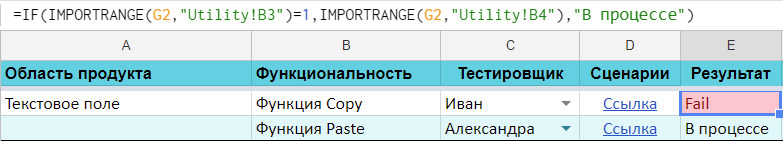 =IF(IMPORTRANGE(G2,"Utility!B3")=1,IMPORTRANGE(G2,"Utility!B4"),"В процессе")
A B C D E
Область продукта Функциональность Тестировщик Сценарии Результат
Текстовое поле Функция Copy Иван Ссылка Fail
Функция Paste Александра Ссылка В процессе